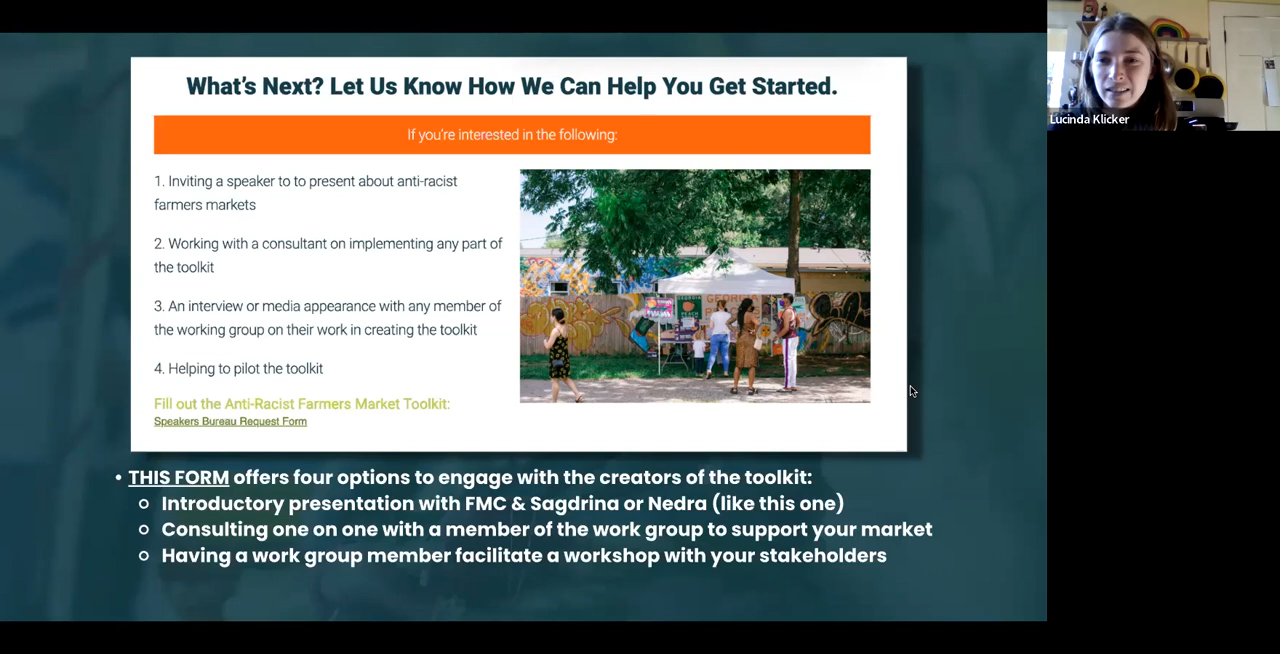 What's Next? Let Us Know How We Can Help You Get Started.
If you're interested in the following:
1. Inviting a speaker to to present about anti-racist
farmers markets
2. Working with a consultant on implementing any part of
the toolkit
3. An interview or media appearance with any member of
the working group on their work in creating the toolkit
4. Helping to pilot the toolkit
Fill out the Anti-Racist Farmers Market Toolkit:
Speakers Bureau Request Form
GEORGIA
• THIS FORM offers four options to engage with the creators of the toolkit:
Introductory presentation with FMC & Sagdrina or Nedra (like this one)
Consulting one on one with a member of the work group to support your market
Having a work group member facilitate a workshop with your stakeholders
Lucinda Klicker